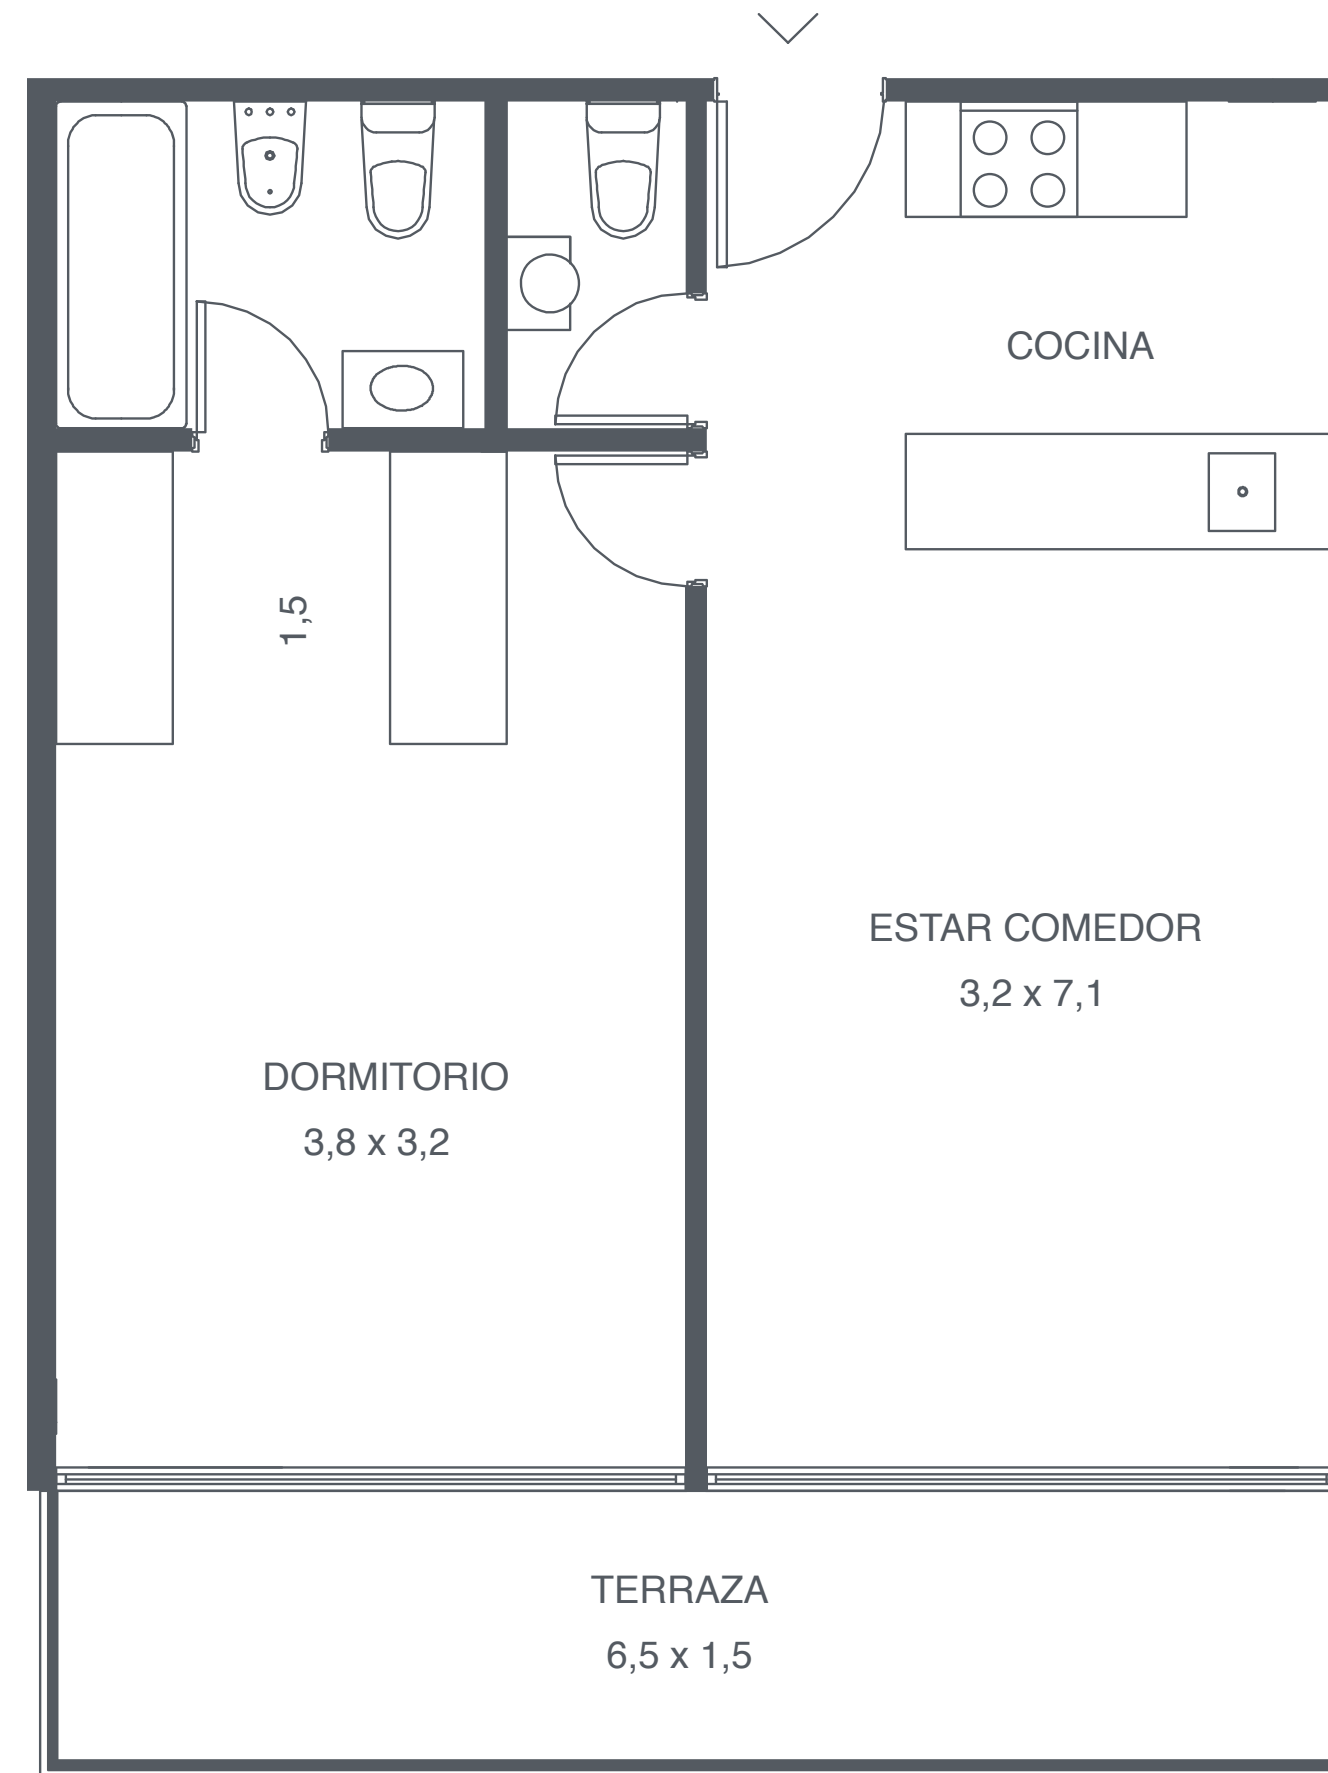 COCINA
1,5
ESTAR COMEDOR
3,2 x 7,1
DORMITORIO
3,8 x 3,2
TERRAZA
6,5 x 1,5